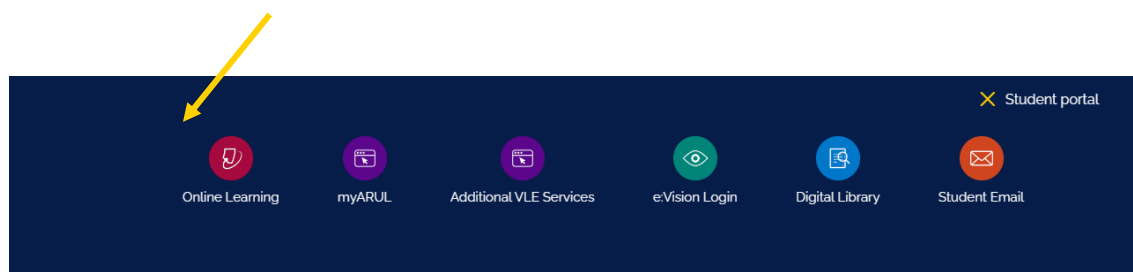 Student portal
Online Learning
myARUL
Additional VLE Services
e:Vision Login
Digital Library
Student Email